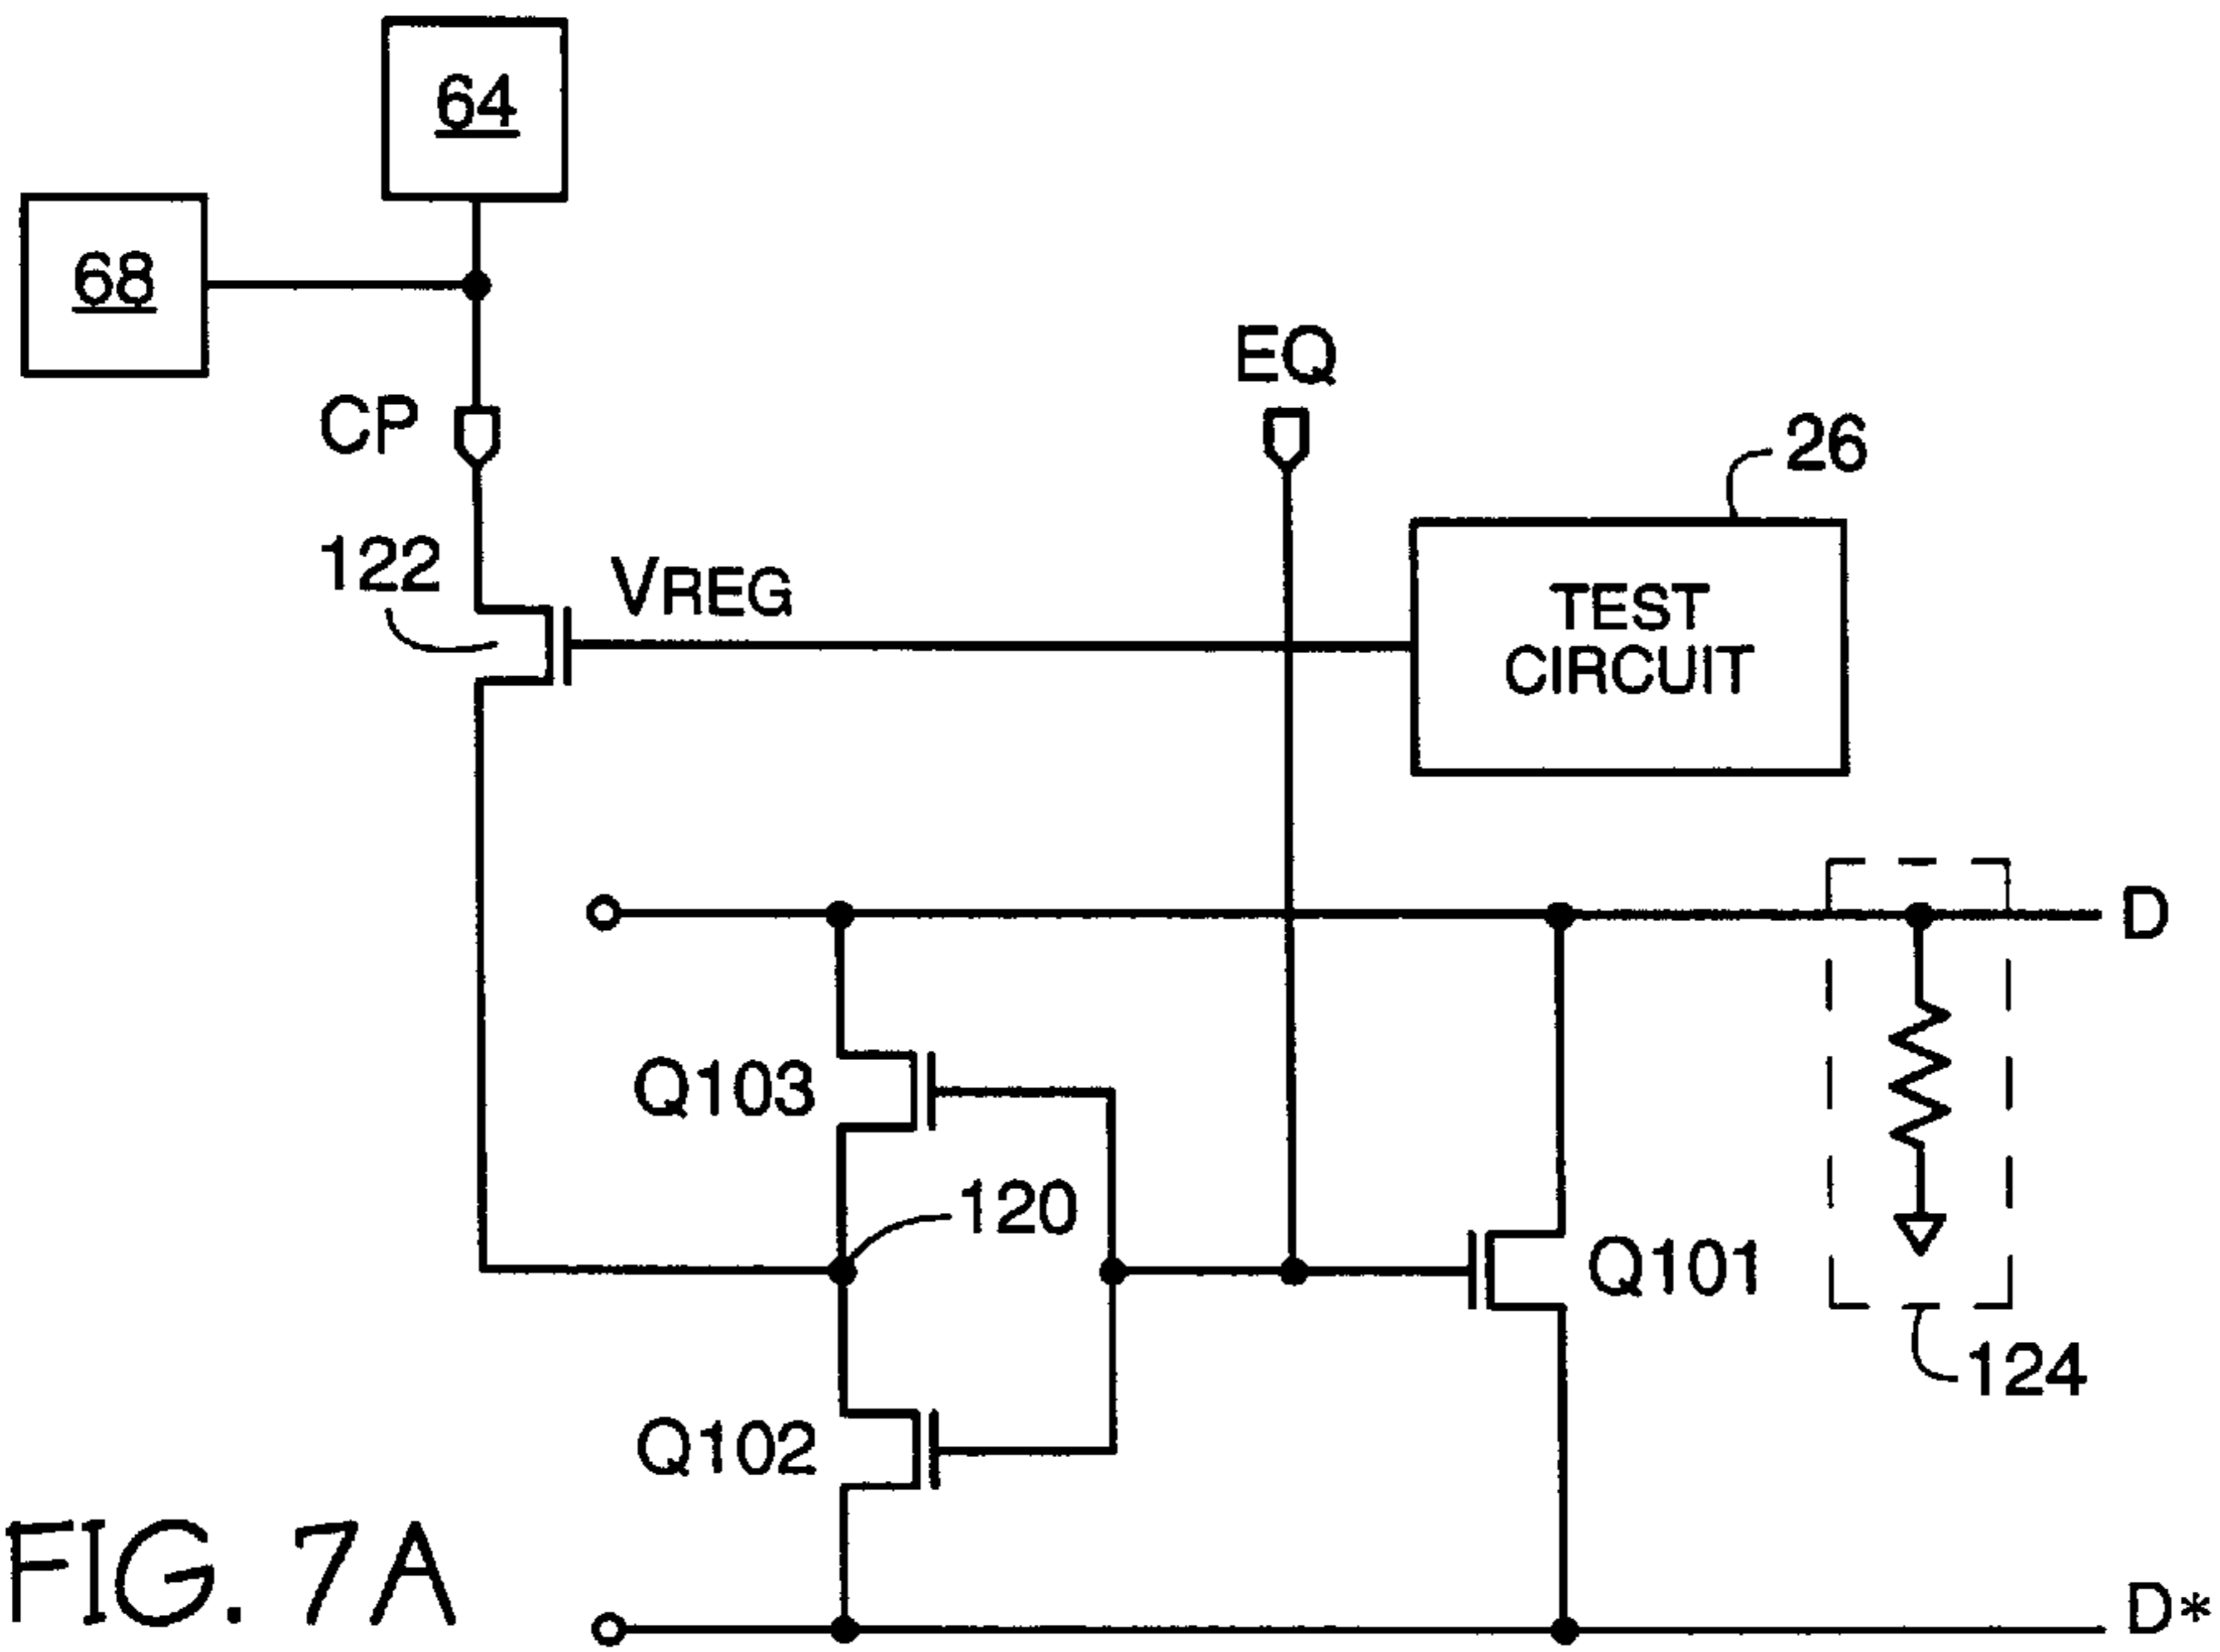 64
68
CP
EQ
26
122
VREG
TEST
CIRCUIT
D
Q103
120
Q101
124
Q102
FIG. 7A
D*